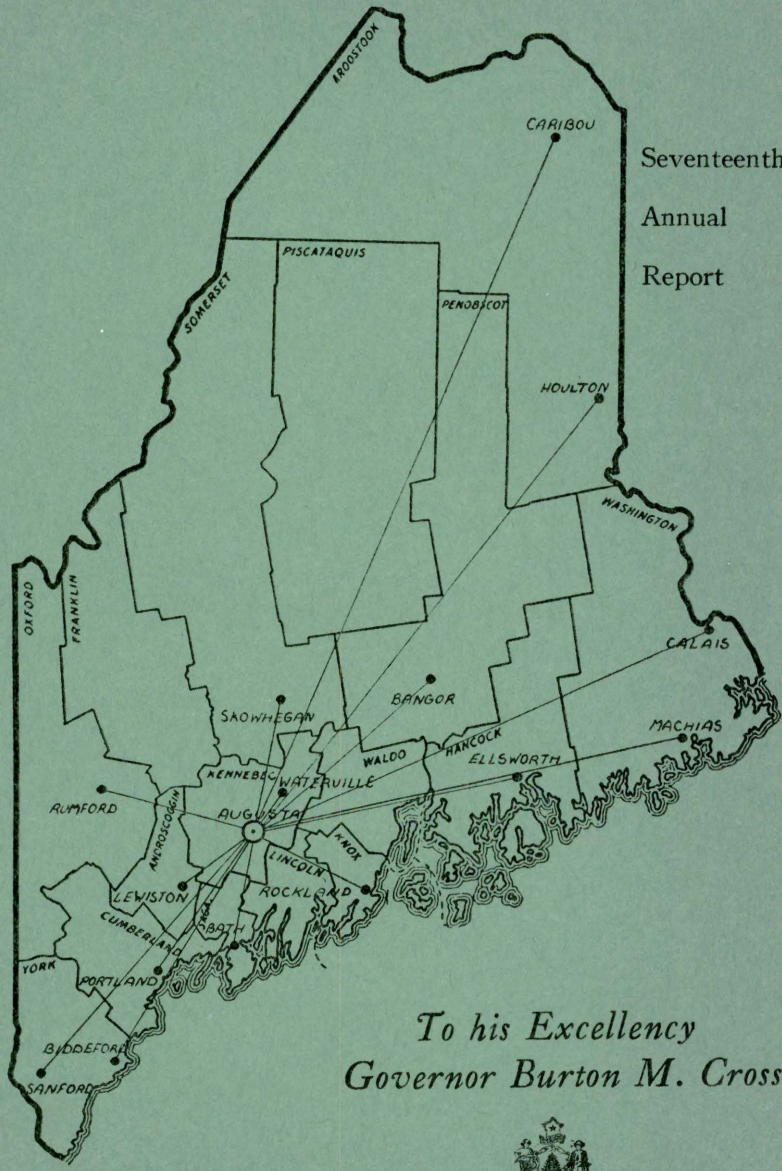 AROOSTOOK
CARIBOU
Seventeenth
Annual
Report
PISCATAQUIS
SOMERSET
PENOBSCOT
HOULTON
WASHINGTON
OXFORD
FRANKLIN
CALAIS
SKOWHEGAN
BANGOR
MACHIAS
WALDO
HANCOCK
ELLSWORTH
KENNEBEC
WATERVILLE
RUMFORD
AUGUSTA
ANDROSCOGGIN
KNOX
LINCOLN
LEWISTON
ROCKLAND
BATH
CUMBERLAND
YORK
PORTLAND
BIDDEFORD
SANFORD
To his Excellency
Governor Burton M. Cross